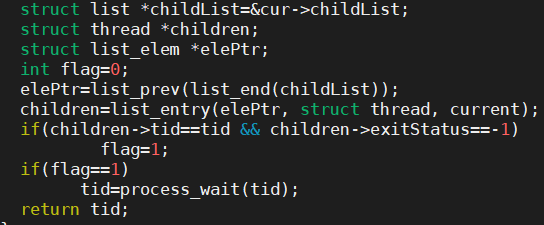 struct list *childList=&cur->childList;
struct thread *children;
struct list_elem *elePtr;
int flag=0;
elePtr=list_prev(list_end(childList));
children=list_entry(elePtr, struct thread, current);
if(children->tid==tid && children->exitStatus==-1)
flag=1;
if(flag==1)
tid=process_wait(tid);
return tid;